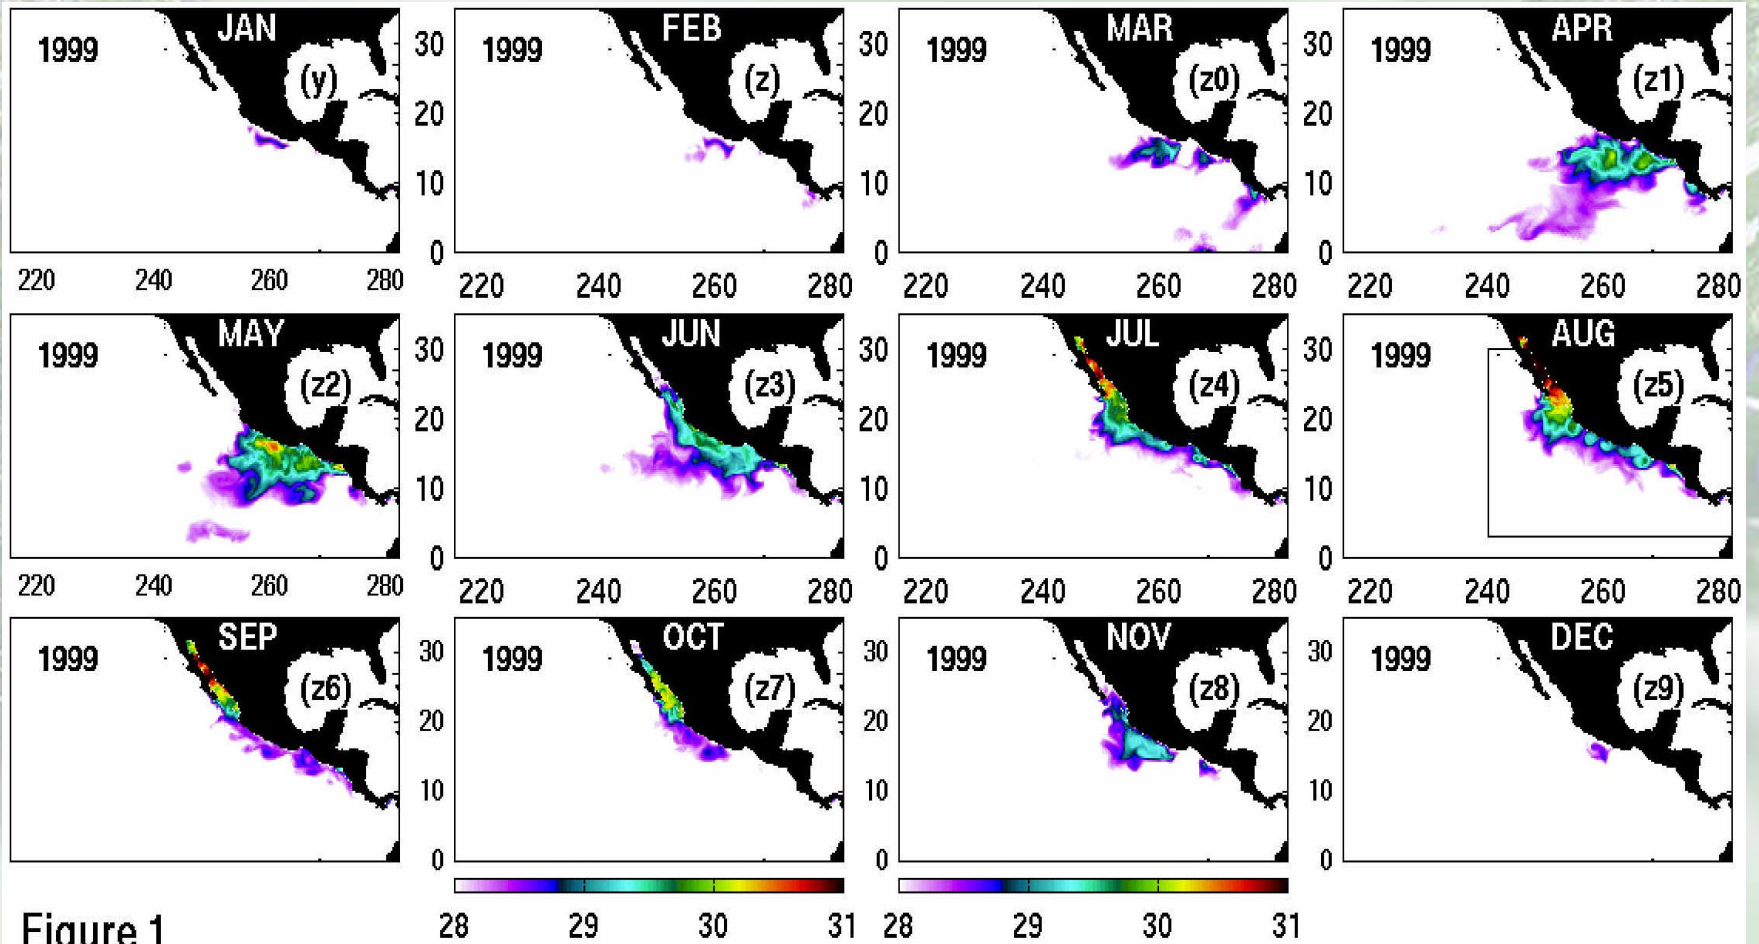 JAN FEB MAR APR
1999 1999 30 1999 30 1999 30
(y) (z) (z0) (z1)
20 20 20
10 10 10
0 0 0
220 240 260 280 220 240 260 280 220 240 260 280 220 240 260 280
MAY JUN JUL AUG
1999 30 1999 30 1999 30 1999
(z2) (z3) (z4) (z5)
20 20 20
10 10 10
0 0 0
220 240 260 280 220 240 260 280 220 240 260 280 220 240 260 280
SEP OCT NOV DEC
1999 30 1999 30 1999 30 1999
(z6) (z7) (z8) (z9)
20 20 20
10 10 10
0 0 0
28 29 30 31 28 29 30 31
Figure 1